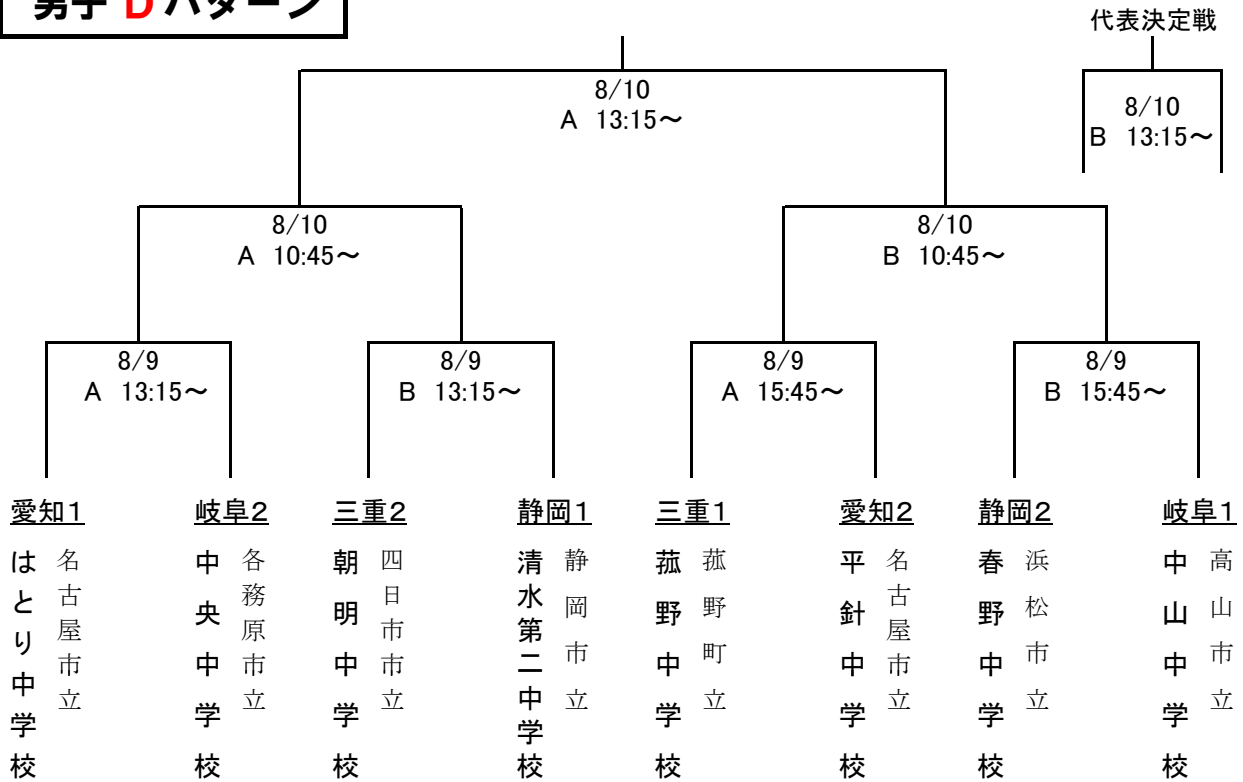 男子 D パターン
代表決定戦
8/10
A 13:15～
8/10
B 13:15～
8/10
A 10:45～
8/10
B 10:45～
8/9
A 13:15～
8/9
B 13:15～
8/9
A 15:45～
8/9
B 15:45～
愛知1
名古屋市立
はとり中学校
岐阜2
各務原市立
中央中学校
三重2
四日市市立
朝明中学校
静岡1
静岡市立
清水第二中学校
三重1
菰野町立
菰野中学校
愛知2
名古屋市立
平針中学校
静岡2
浜松市立
春野中学校
岐阜1
高山市立
中山中学校